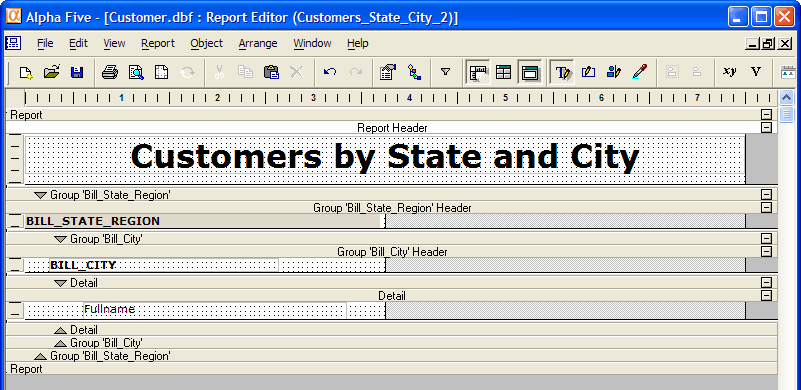 Alpha Five - [Customer.dbf : Report Editor (Customers_State_City_2)]
File Edit View Report Object Arrange Window Help
xy V
1 2 3 4 5 6 7
Report
Report Header
Customers by State and City
Group 'Bill_State_Region'
Group 'Bill_State_Region' Header
BILL_STATE_REGION
Group 'Bill_City'
Group 'Bill_City' Header
BILL_CITY
Detail
Detail
Fullname
Detail
Group 'Bill_City'
Group 'Bill_State_Region'
Report